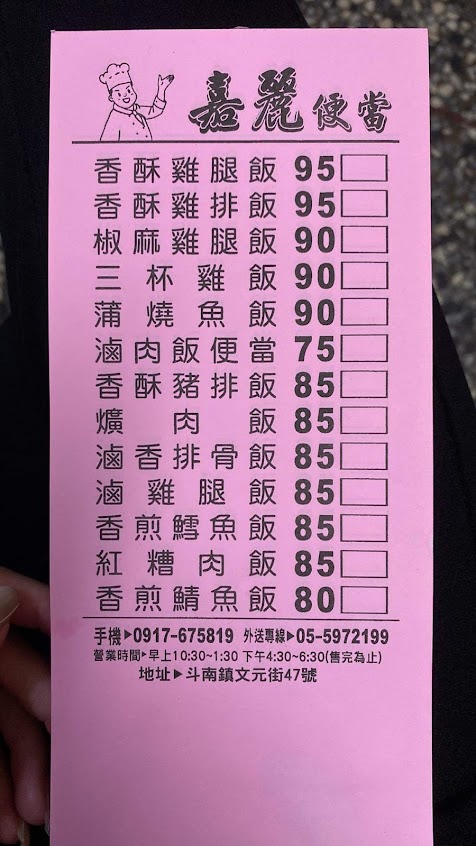 嘉麗便當
香酥雞腿飯 95
香酥雞排飯 95
椒麻雞腿飯 90
三杯雞飯 90
蒲燒魚飯 90
滷肉飯便當 75
香酥豬排飯 85
爌肉飯 85
滷香排骨飯 85
滷雞腿飯 85
香煎鱈魚飯 85
紅糟肉飯 85
香煎鯖魚飯 80
手機▶0917-675819 外送專線▶05-5972199
營業時間▶早上10:30~1:30 下午4:30~6:30(售完為止)
地址▶斗南鎮文元街47號